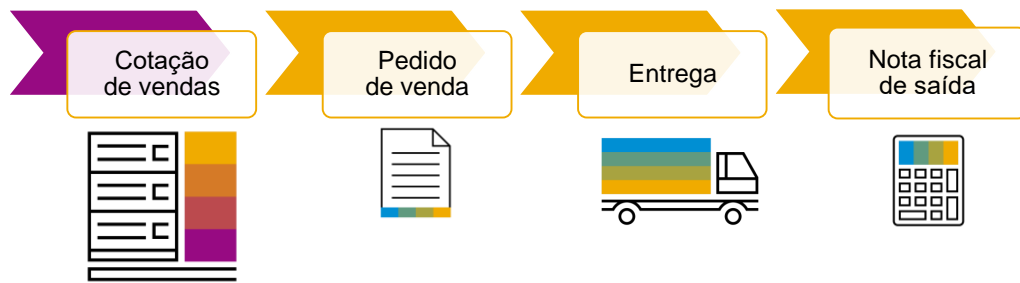 Cotação
de vendas
Pedido
de venda
Entrega
Nota fiscal
de saída